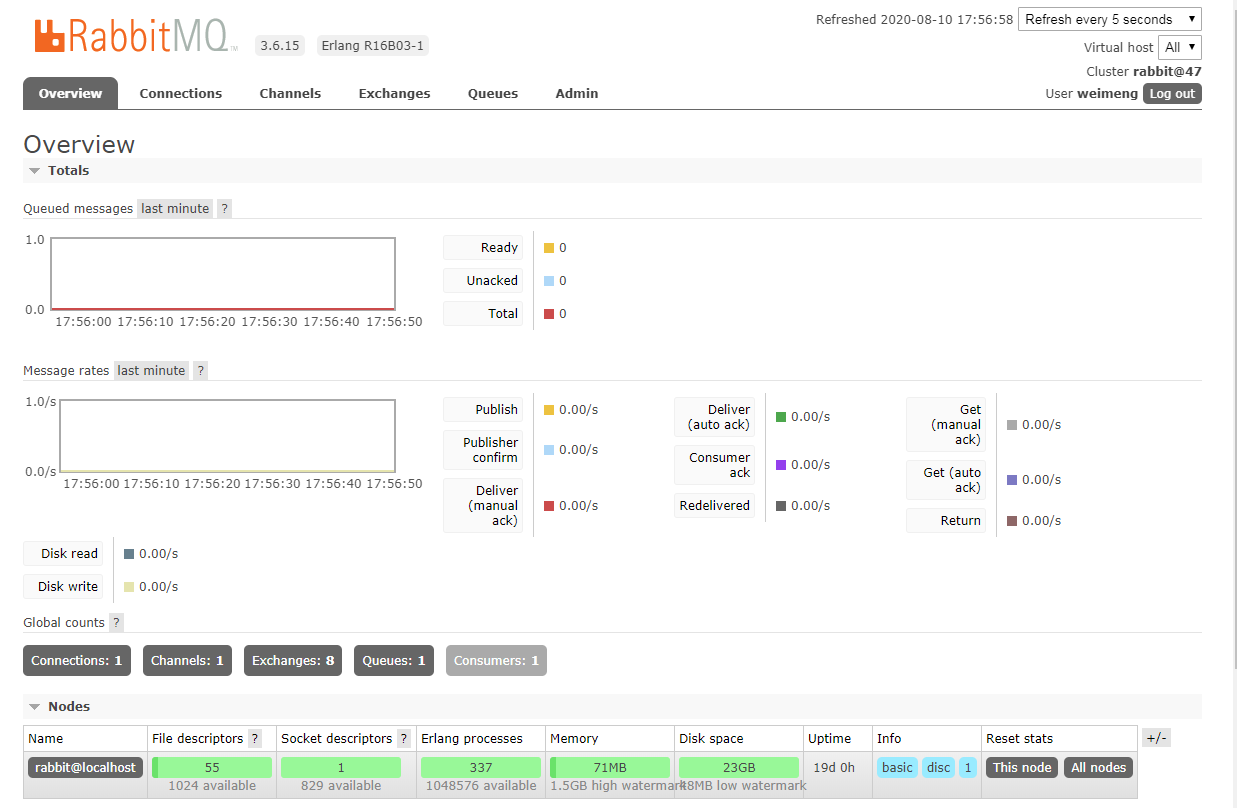 RabbitMQ TM 3.6.15 Erlang R16B03-1
Refreshed 2020-08-10 17:56:58 Refresh every 5 seconds
Virtual host All
Cluster rabbit@47
User weimeng Log out
Overview Connections Channels Exchanges Queues Admin
Overview
Totals
Queued messages last minute ?
1.0
0.0
17:56:00 17:56:10 17:56:20 17:56:30 17:56:40 17:56:50
Ready 0
Unacked 0
Total 0
Message rates last minute ?
1.0/s
0.0/s
17:56:00 17:56:10 17:56:20 17:56:30 17:56:40 17:56:50
Publish 0.00/s
Publisher
confirm 0.00/s
Deliver
(manual
ack) 0.00/s
Deliver
(auto ack) 0.00/s
Consumer
ack 0.00/s
Redelivered 0.00/s
Get
(manual
ack) 0.00/s
Get (auto
ack) 0.00/s
Return 0.00/s
Disk read 0.00/s
Disk write 0.00/s
Global counts ?
Connections: 1 Channels: 1 Exchanges: 8 Queues: 1 Consumers: 1
Nodes
Name File descriptors ? Socket descriptors ? Erlang processes Memory Disk space Uptime Info Reset stats +/-
rabbit@localhost 55 1 337 71MB 23GB 19d 0h basic disc 1 This node All nodes
1024 available 829 available 1048576 available 1.5GB high watermark 48MB low watermark